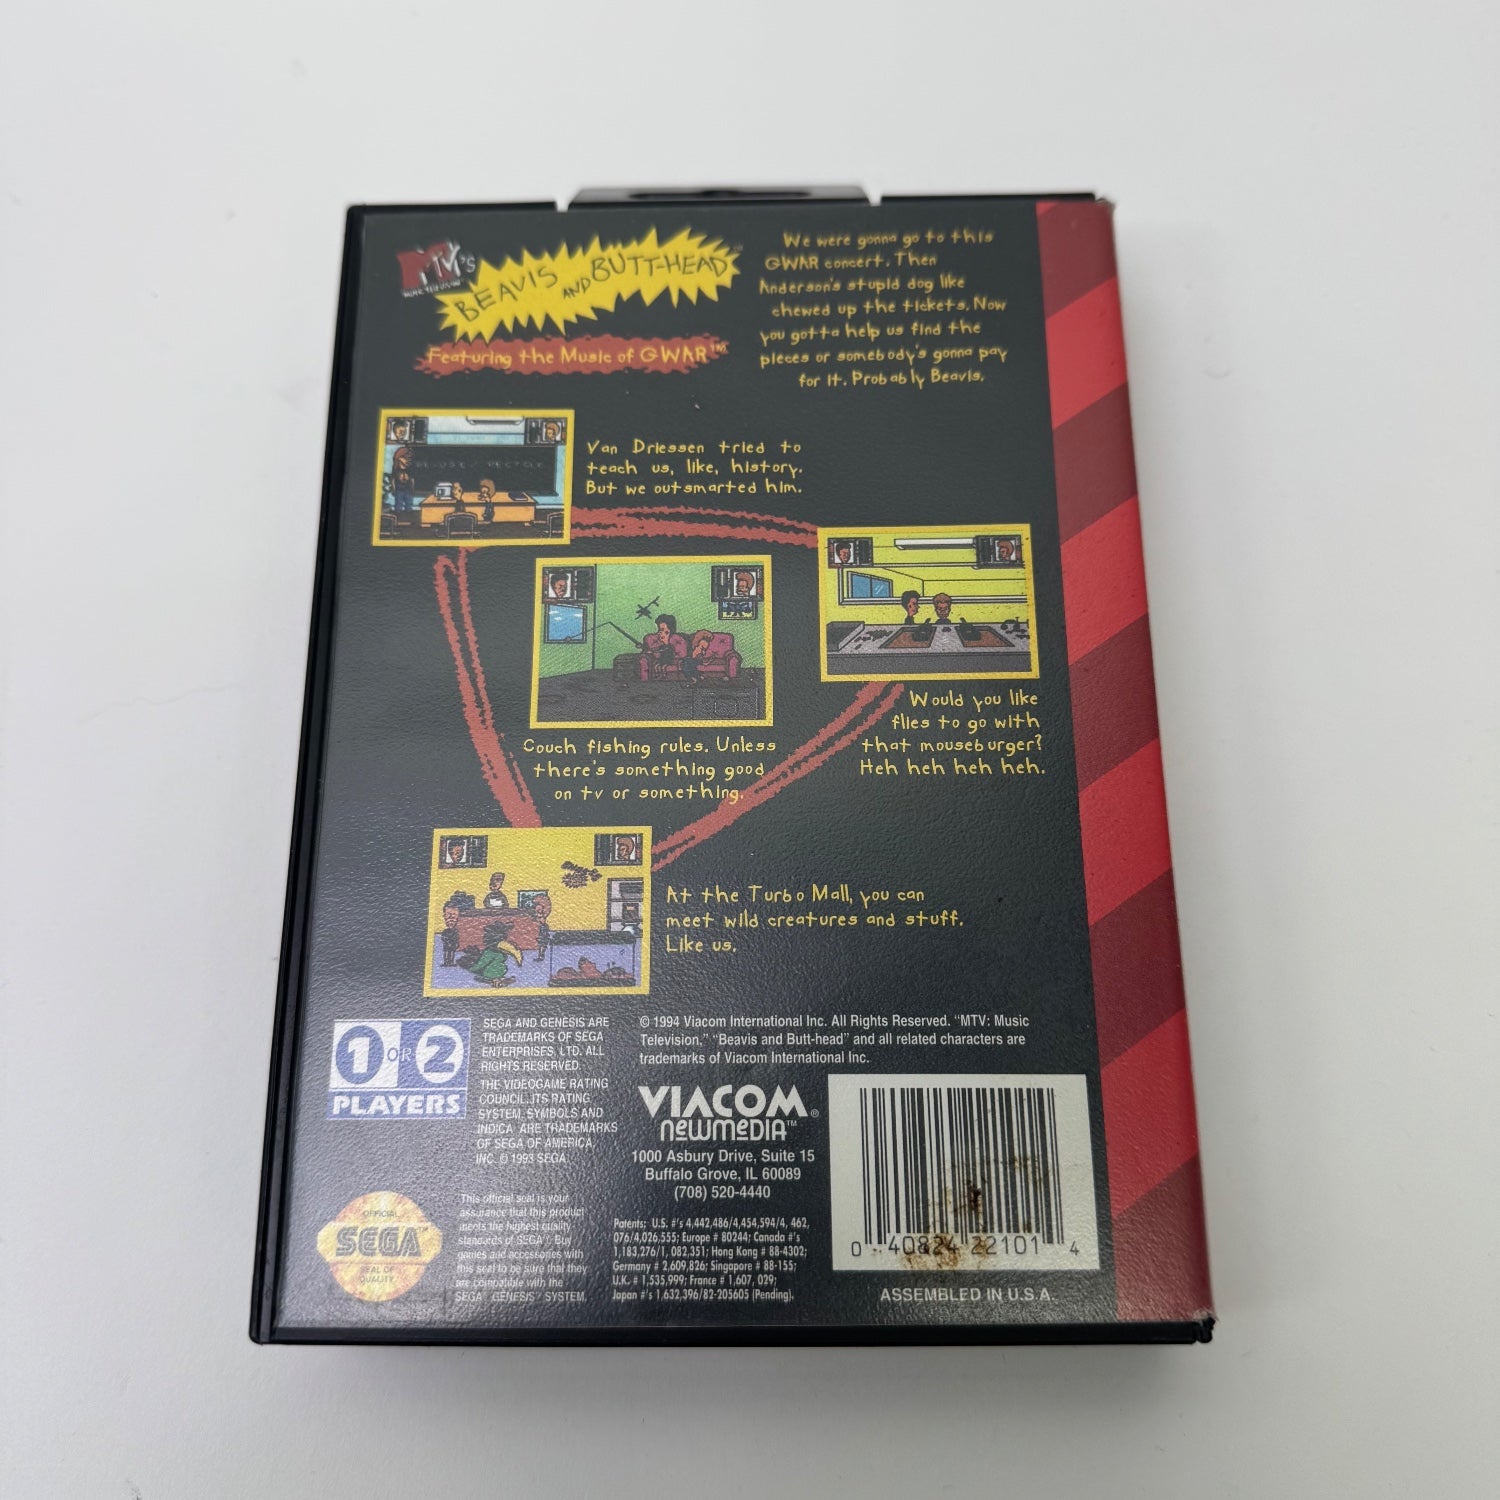 MTV's
MUSIC TELEVISION
BEAVIS AND BUTT-HEAD™
Featuring the Music of GWAR™
We were gonna go to this
GWAR concert. Then
Anderson's stupid dog like
chewed up the tickets. Now
you gotta help us find the
pieces or somebody's gonna pay
for it. Probably Beavis.
Van Driessen tried to
teach us, like, history.
But we outsmarted him.
Couch fishing rules. Unless
there's something good
on tv or something.
Would you like
flies to go with
that mouseburger?
Heh heh heh heh.
At the Turbo Mall, you can
meet wild creatures and stuff.
Like us.
1 OR 2
PLAYERS
SEGA AND GENESIS ARE
TRADEMARKS OF SEGA
ENTERPRISES, LTD. ALL
RIGHTS RESERVED.
THE VIDEOGAME RATING
COUNCIL, ITS RATING
SYSTEM, SYMBOLS AND
INDICA ARE TRADEMARKS
OF SEGA OF AMERICA,
INC. © 1993 SEGA.
OFFICIAL
SEGA™
SEAL OF
QUALITY
This official seal is your
assurance that this product
meets the highest quality
standards of SEGA™. Buy
games and accessories with
this seal to be sure that they
are compatible with the
SEGA™ GENESIS™ SYSTEM.
© 1994 Viacom International Inc. All Rights Reserved. "MTV: Music
Television," "Beavis and Butt-head" and all related characters are
trademarks of Viacom International Inc.
VIACOM®
NEWMEDIA™
1000 Asbury Drive, Suite 15
Buffalo Grove, IL 60089
(708) 520-4440
Patents: U.S. #'s 4,442,486/4,454,594/4, 462,
076/4,026,555; Europe # 80244; Canada #'s
1,183,276/1, 082,351; Hong Kong # 88-4302;
Germany # 2,609,826; Singapore # 88-155;
U.K. # 1,535,999; France # 1,607, 029;
Japan #'s 1,632,396/82-205605 (Pending).
0 40824 22101 4
ASSEMBLED IN U.S.A.